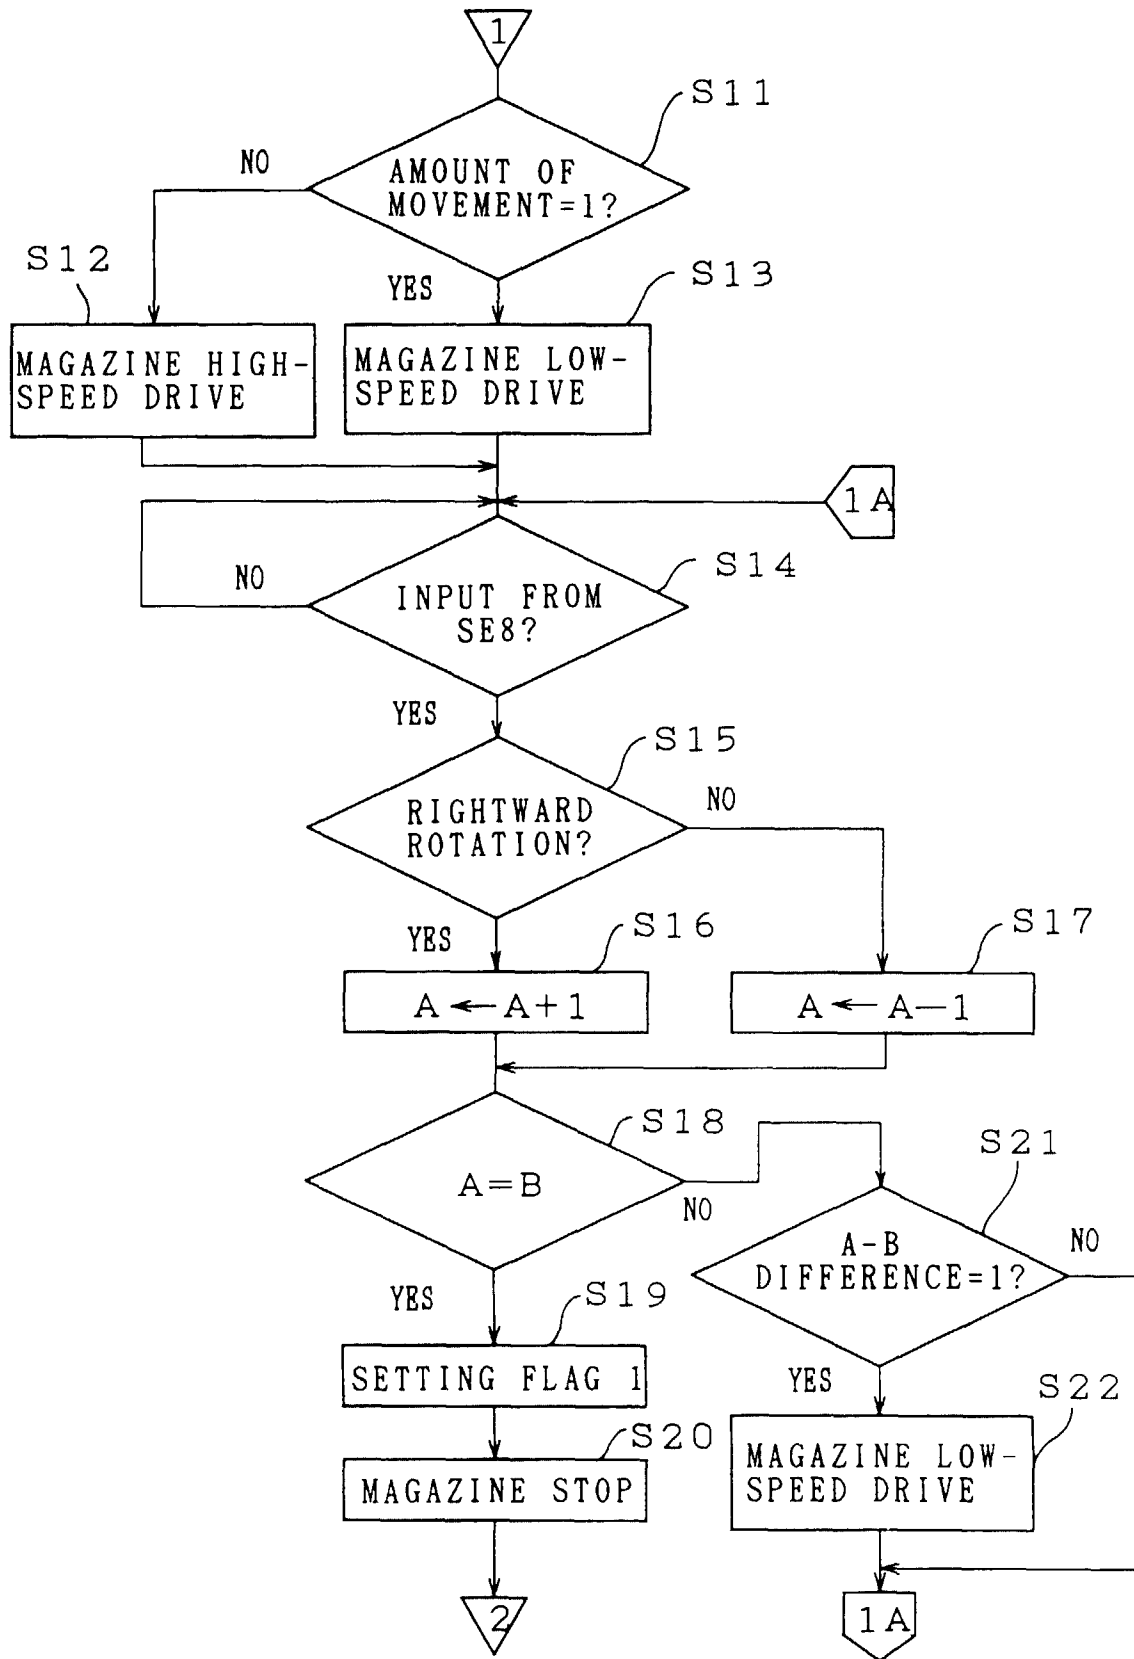 1
S11
NO
AMOUNT OF
MOVEMENT=1?
S12
YES
S13
MAGAZINE HIGH-
SPEED DRIVE
MAGAZINE LOW-
SPEED DRIVE
1A
S14
NO
INPUT FROM
SE8?
YES
S15
NO
RIGHTWARD
ROTATION?
YES
S16
S17
A ← A+1
A ← A−1
S18
A=B
NO
S21
A-B
DIFFERENCE=1?
NO
YES
S19
SETTING FLAG 1
YES
S22
S20
MAGAZINE STOP
MAGAZINE LOW-
SPEED DRIVE
2
1A